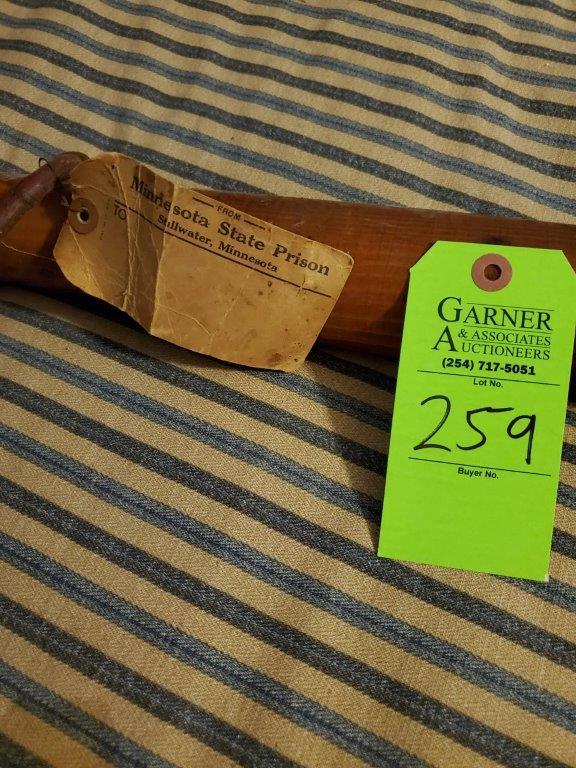 FROM
Minnesota State Prison
Stillwater, Minnesota
TO
GARNER
& ASSOCIATES
AUCTIONEERS
(254) 717-5051
Lot No.
259
Buyer No.